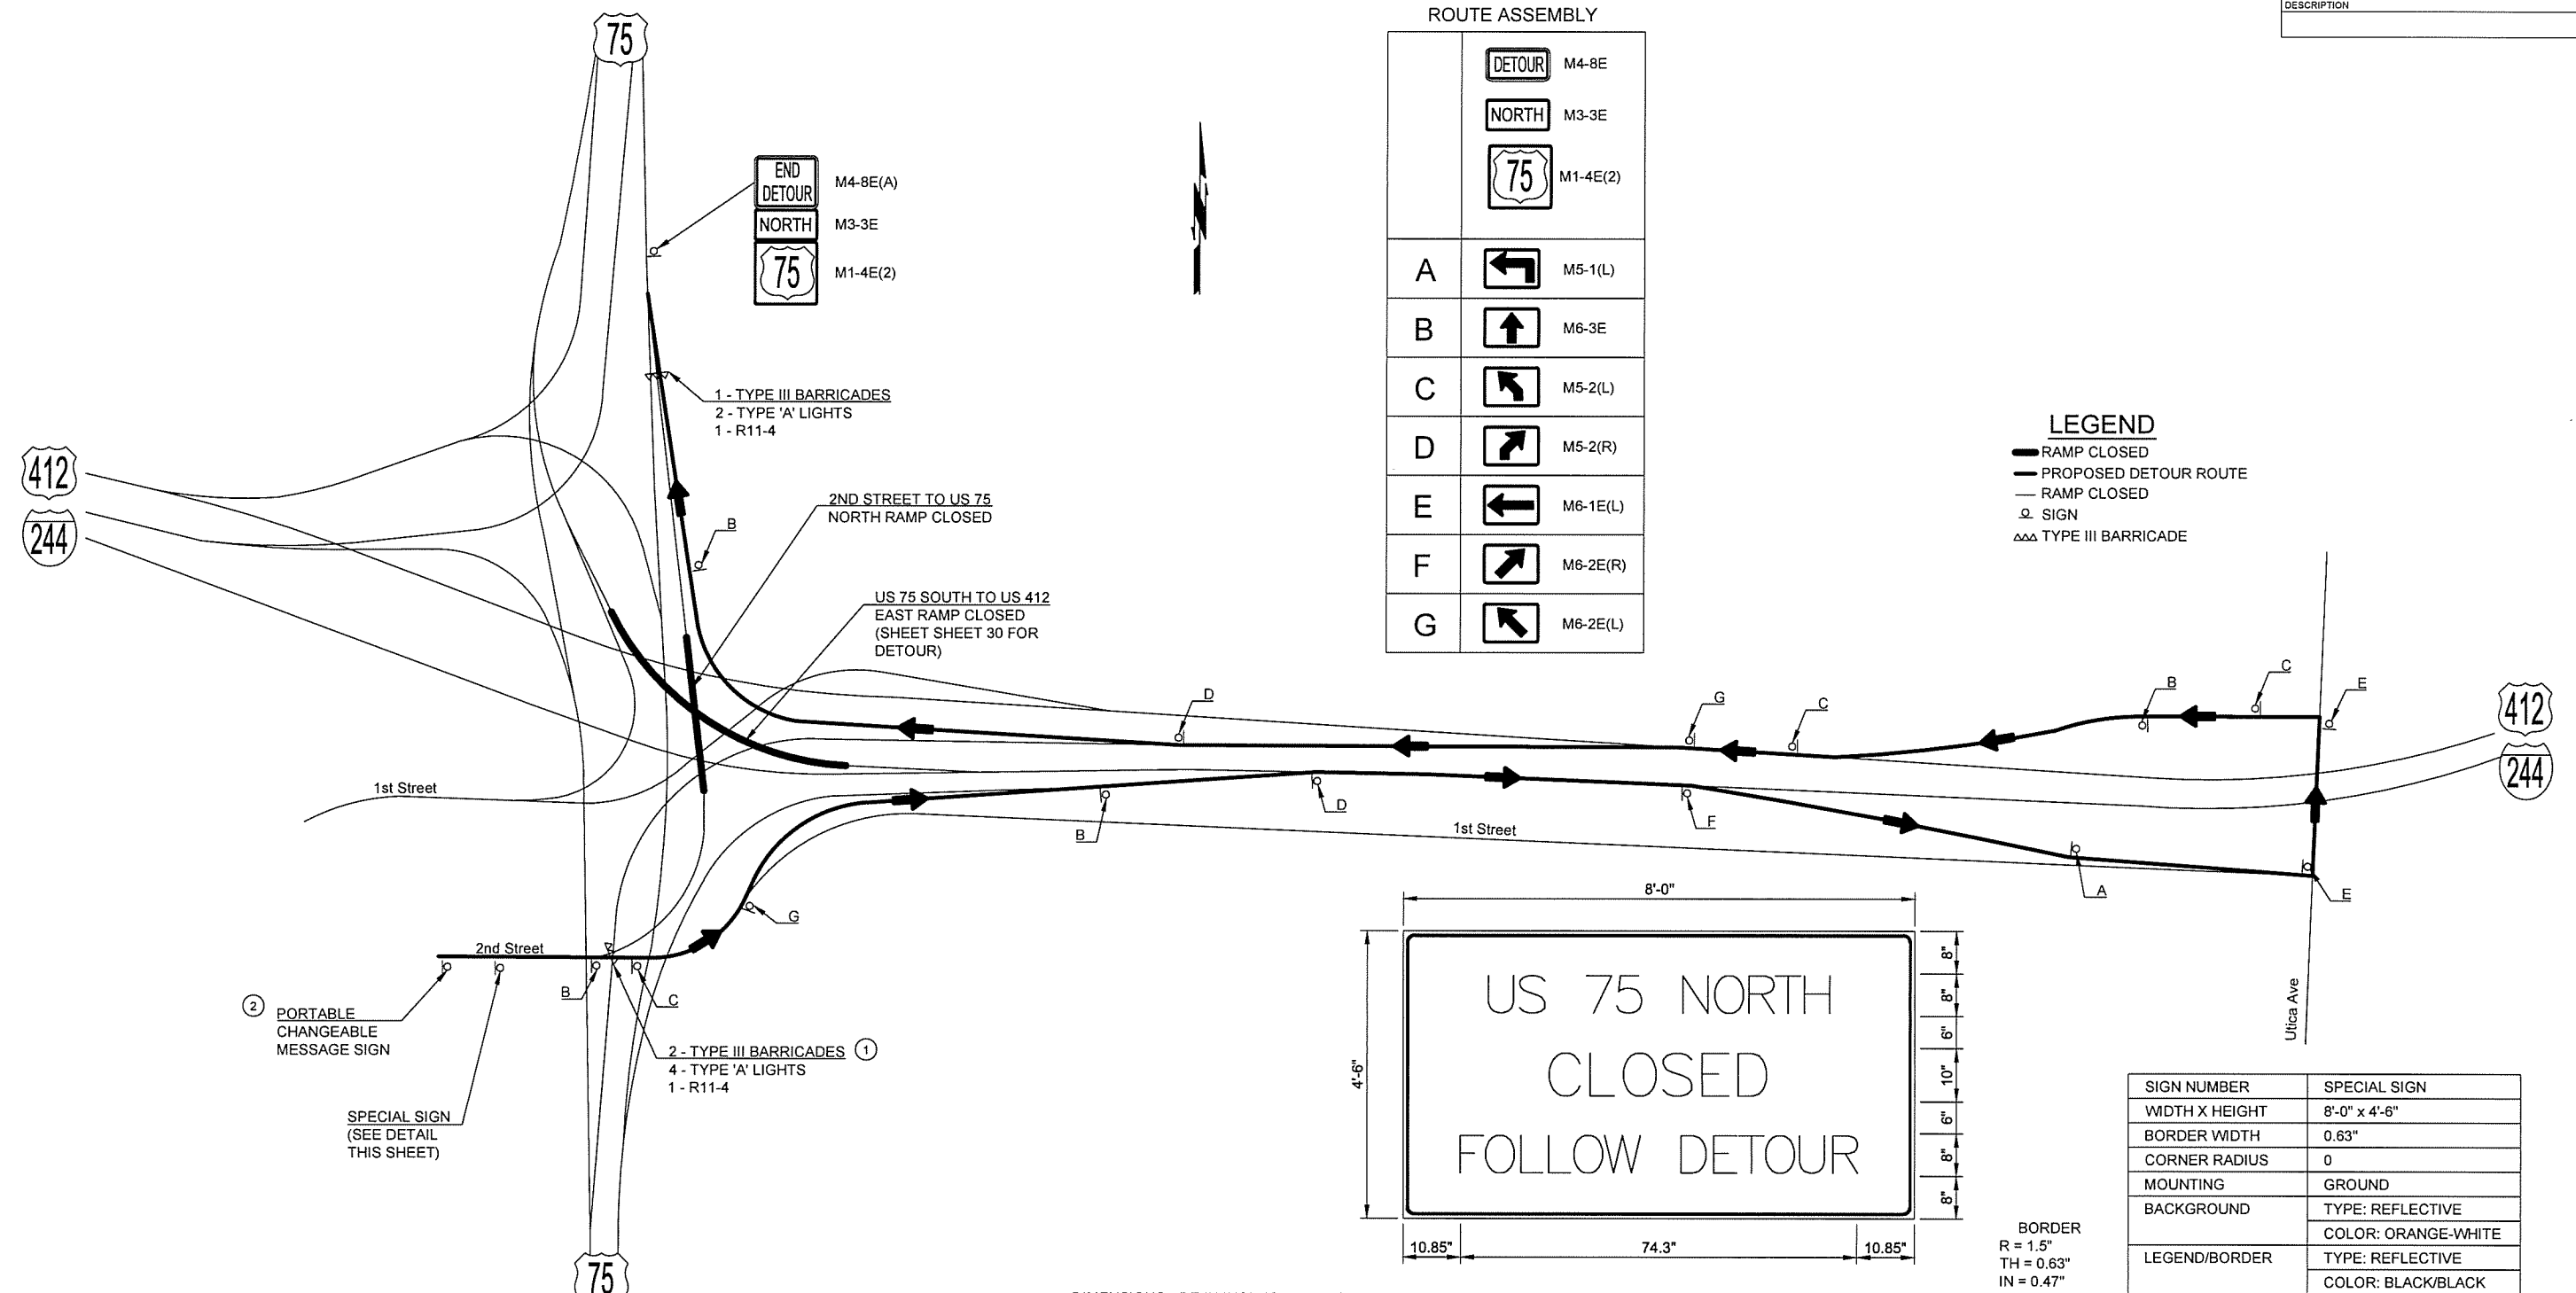 DESCRIPTION
ROUTE ASSEMBLY
DETOUR M4-8E
NORTH M3-3E
75 M1-4E(2)
A M5-1(L)
B M6-3E
C M5-2(L)
D M5-2(R)
E M6-1E(L)
F M6-2E(R)
G M6-2E(L)
75
END
DETOUR
M4-8E(A)
NORTH M3-3E
75 M1-4E(2)
1 - TYPE III BARRICADES
2 - TYPE 'A' LIGHTS
1 - R11-4
412
244
2ND STREET TO US 75
NORTH RAMP CLOSED
B
US 75 SOUTH TO US 412
EAST RAMP CLOSED
(SHEET SHEET 30 FOR
DETOUR)
LEGEND
RAMP CLOSED
PROPOSED DETOUR ROUTE
RAMP CLOSED
SIGN
TYPE III BARRICADE
D
G
C
B
C
E
412
244
1st Street
B
D
F
1st Street
A
E
G
2nd Street
B
C
2 PORTABLE
CHANGEABLE
MESSAGE SIGN
2 - TYPE III BARRICADES 1
4 - TYPE 'A' LIGHTS
1 - R11-4
SPECIAL SIGN
(SEE DETAIL
THIS SHEET)
75
Utica Ave
8'-0"
4'-6"
US 75 NORTH
CLOSED
FOLLOW DETOUR
8"
8"
6"
10"
6"
8"
8"
10.85" 74.3" 10.85"
BORDER
R = 1.5"
TH = 0.63"
IN = 0.47"
SIGN NUMBER SPECIAL SIGN
WIDTH X HEIGHT 8'-0" x 4'-6"
BORDER WIDTH 0.63"
CORNER RADIUS 0
MOUNTING GROUND
BACKGROUND TYPE: REFLECTIVE
COLOR: ORANGE-WHITE
LEGEND/BORDER TYPE: REFLECTIVE
COLOR: BLACK/BLACK